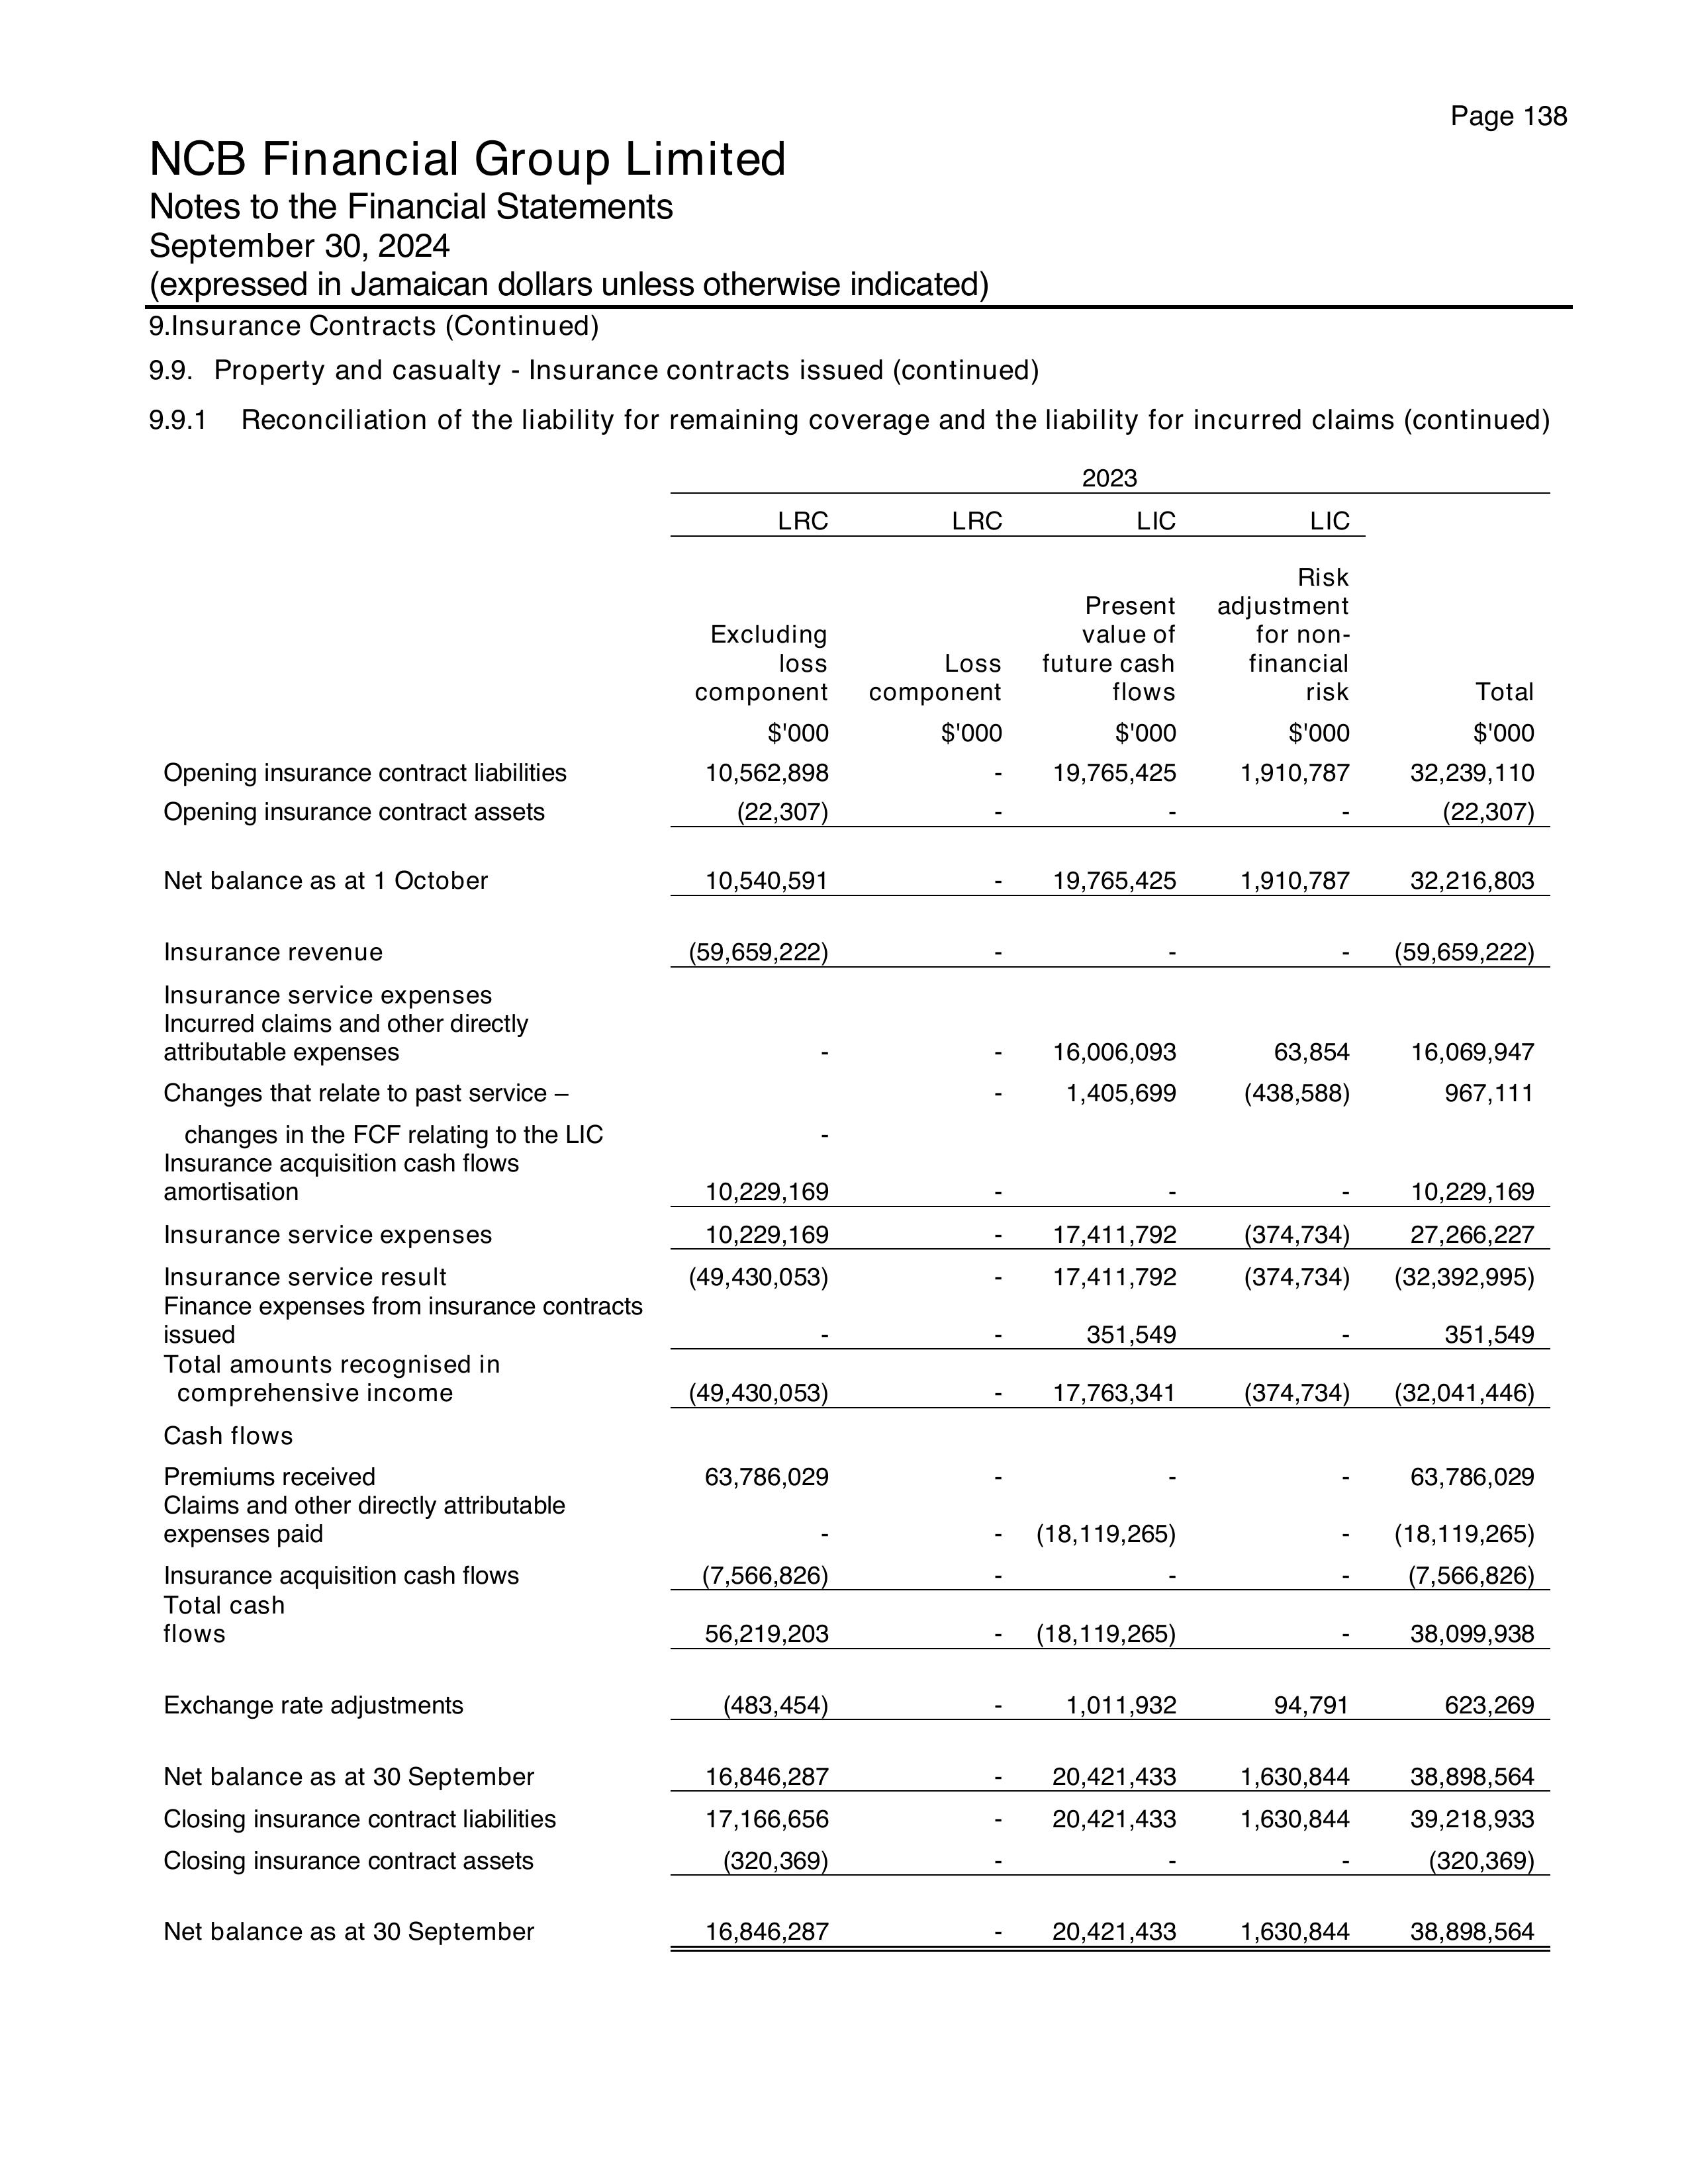 Page 138
NCB Financial Group Limited
Notes to the Financial Statements
September 30, 2024
(expressed in Jamaican dollars unless otherwise indicated)
9.Insurance Contracts (Continued)
9.9. Property and casualty - Insurance contracts issued (continued)
9.9.1 Reconciliation of the liability for remaining coverage and the liability for incurred claims (continued)
2023
LRC LRC LIC LIC
Risk
Present adjustment
Excluding value of for non-
loss Loss future cash financial
component component flows risk Total
$'000 $'000 $'000 $'000 $'000
Opening insurance contract liabilities 10,562,898 - 19,765,425 1,910,787 32,239,110
Opening insurance contract assets (22,307) - - - (22,307)
Net balance as at 1 October 10,540,591 - 19,765,425 1,910,787 32,216,803
Insurance revenue (59,659,222) - - - (59,659,222)
Insurance service expenses
Incurred claims and other directly
attributable expenses - - 16,006,093 63,854 16,069,947
Changes that relate to past service – - 1,405,699 (438,588) 967,111
changes in the FCF relating to the LIC -
Insurance acquisition cash flows
amortisation 10,229,169 - - - 10,229,169
Insurance service expenses 10,229,169 - 17,411,792 (374,734) 27,266,227
Insurance service result (49,430,053) - 17,411,792 (374,734) (32,392,995)
Finance expenses from insurance contracts
issued - - 351,549 - 351,549
Total amounts recognised in
comprehensive income (49,430,053) - 17,763,341 (374,734) (32,041,446)
Cash flows
Premiums received 63,786,029 - - - 63,786,029
Claims and other directly attributable
expenses paid - - (18,119,265) - (18,119,265)
Insurance acquisition cash flows (7,566,826) - - - (7,566,826)
Total cash
flows 56,219,203 - (18,119,265) - 38,099,938
Exchange rate adjustments (483,454) - 1,011,932 94,791 623,269
Net balance as at 30 September 16,846,287 - 20,421,433 1,630,844 38,898,564
Closing insurance contract liabilities 17,166,656 - 20,421,433 1,630,844 39,218,933
Closing insurance contract assets (320,369) - - - (320,369)
Net balance as at 30 September 16,846,287 - 20,421,433 1,630,844 38,898,564